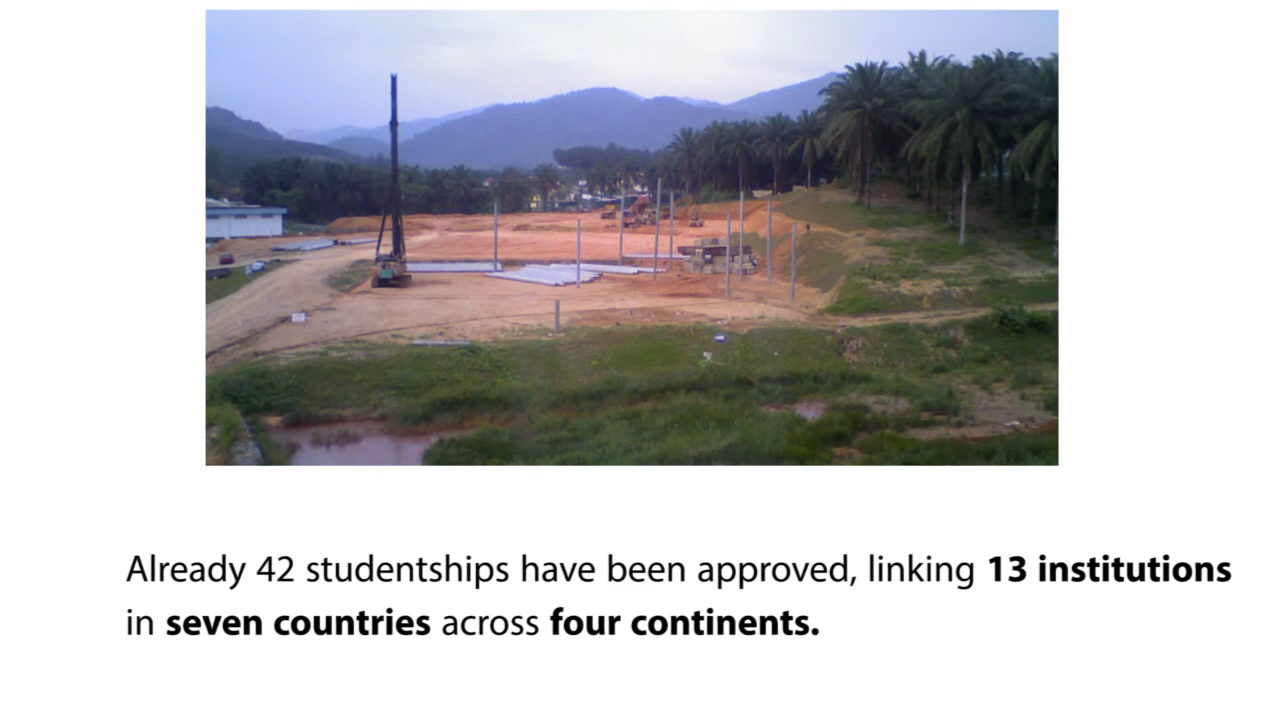 Already 42 studentships have been approved, linking 13 institutions
in seven countries across four continents.